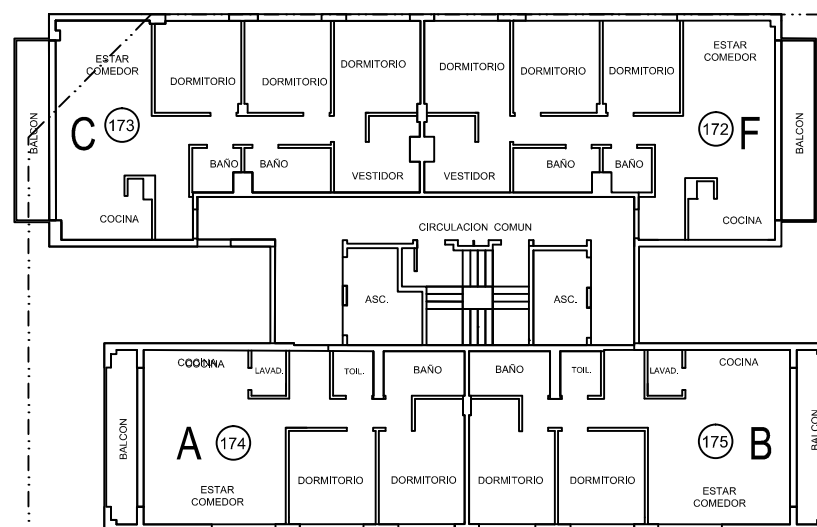 ESTAR
COMEDOR
DORMITORIO
DORMITORIO
DORMITORIO
DORMITORIO
DORMITORIO
DORMITORIO
ESTAR
COMEDOR
BALCON
C
173
172
F
BALCON
BAÑO
BAÑO
VESTIDOR
VESTIDOR
BAÑO
BAÑO
COCINA
COCINA
CIRCULACION COMUN
ASC.
ASC.
COCINA
COCINA
LAVAD.
TOIL.
BAÑO
BAÑO
TOIL.
LAVAD.
COCINA
BALCON
A
174
175
B
BALCON
DORMITORIO
DORMITORIO
DORMITORIO
DORMITORIO
ESTAR
COMEDOR
ESTAR
COMEDOR